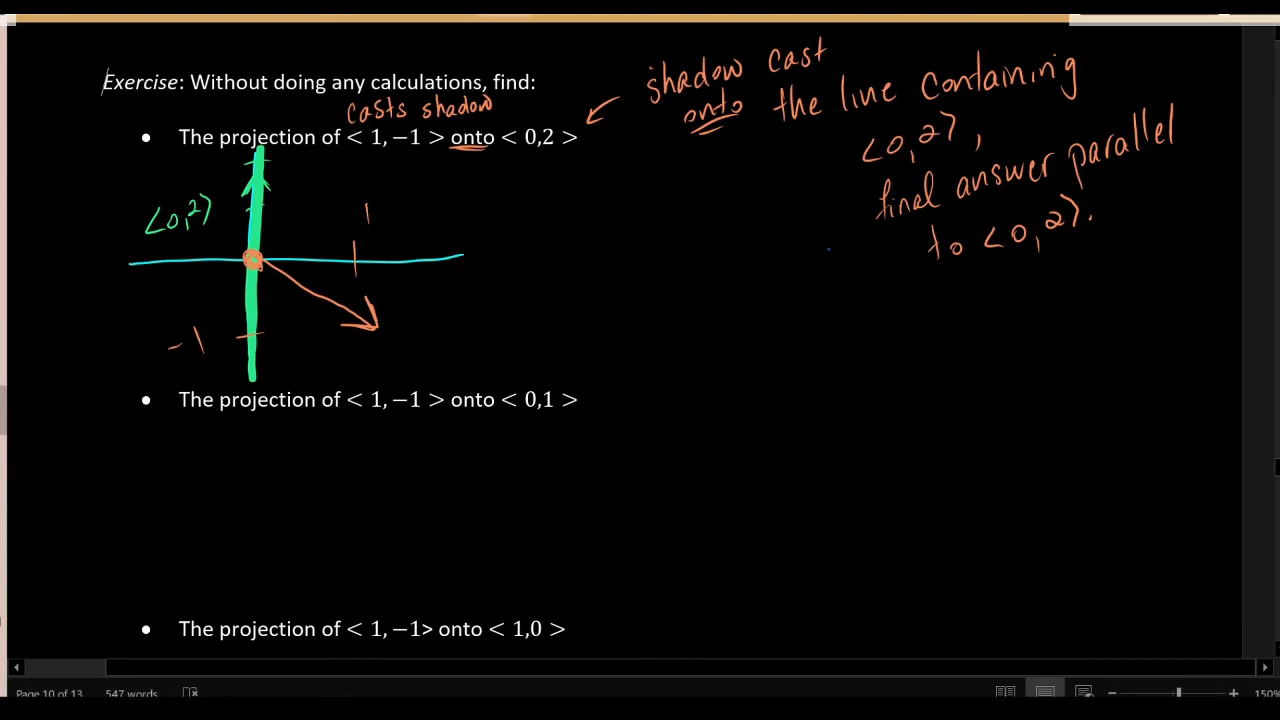 Exercise: Without doing any calculations, find:
casts shadow
• The projection of < 1, −1 > onto < 0,2 >
shadow cast
onto the line containing
<0, 2>,
final answer parallel
to <0, 2>.
<0, 2>
1
-1
• The projection of < 1, −1 > onto < 0,1 >
• The projection of < 1, −1> onto < 1,0 >
Page 10 of 13 547 words 150%